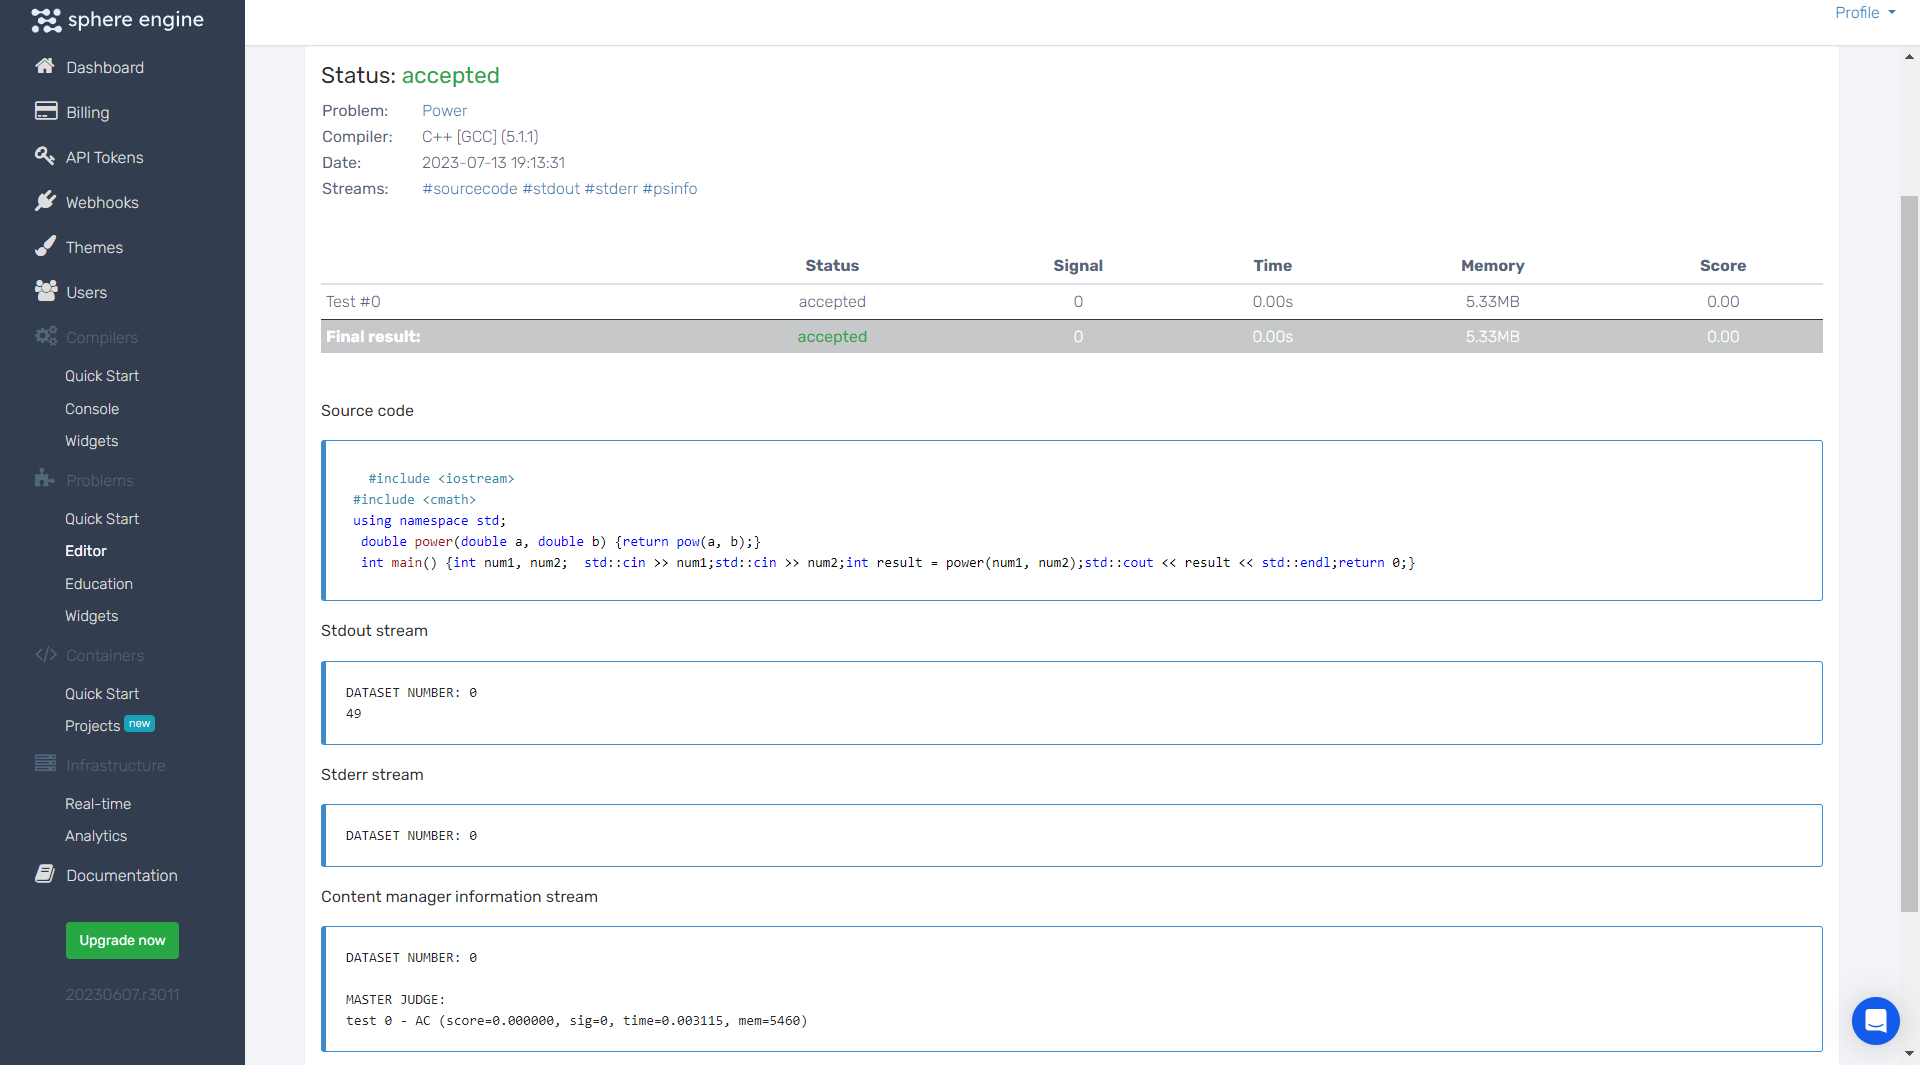 sphere engine
Profile
Dashboard
Billing
API Tokens
Webhooks
Themes
Users
Compilers
Quick Start
Console
Widgets
Problems
Quick Start
Editor
Education
Widgets
Containers
Quick Start
Projects new
Infrastructure
Real-time
Analytics
Documentation
Upgrade now
20230607.r3011
Status: accepted
Problem: Power
Compiler: C++ [GCC] (5.1.1)
Date: 2023-07-13 19:13:31
Streams: #sourcecode #stdout #stderr #psinfo
Status Signal Time Memory Score
Test #0 accepted 0 0.00s 5.33MB 0.00
Final result: accepted 0 0.00s 5.33MB 0.00
Source code
#include <iostream>
#include <cmath>
using namespace std;
double power(double a, double b) {return pow(a, b);}
int main() {int num1, num2;  std::cin >> num1;std::cin >> num2;int result = power(num1, num2);std::cout << result << std::endl;return 0;}
Stdout stream
DATASET NUMBER: 0
49
Stderr stream
DATASET NUMBER: 0
Content manager information stream
DATASET NUMBER: 0
MASTER JUDGE:
test 0 - AC (score=0.000000, sig=0, time=0.003115, mem=5460)